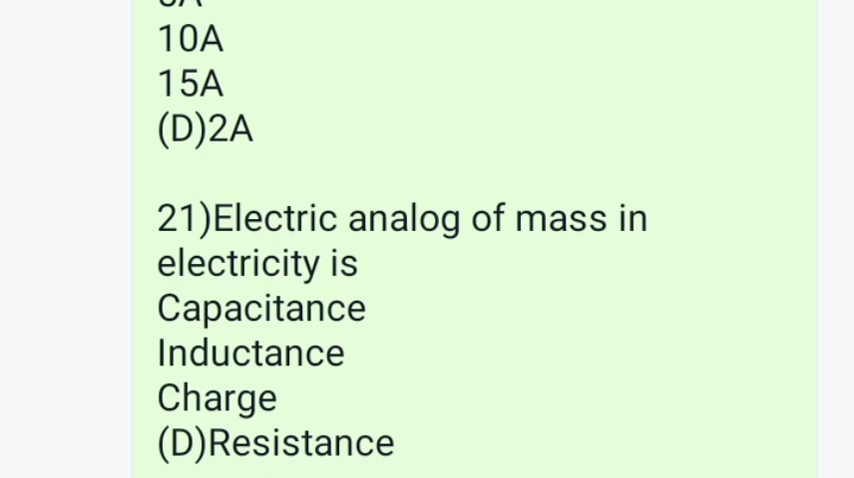 10A
15A
(D)2A
21)Electric analog of mass in
electricity is
Capacitance
Inductance
Charge
(D)Resistance